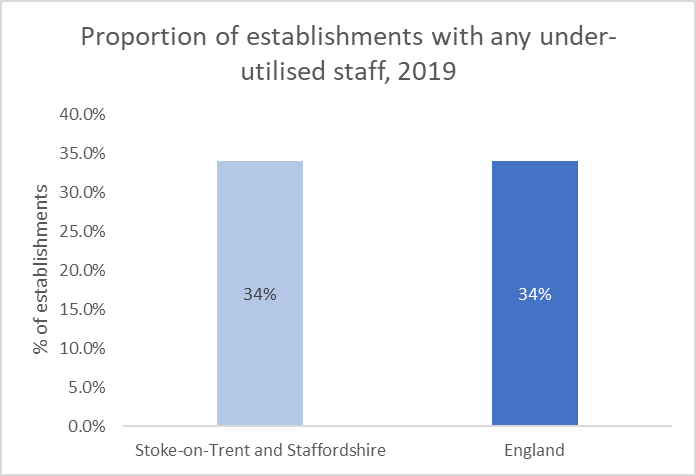 Proportion of establishments with any under-
utilised staff, 2019
% of establishments
40.0%
35.0%
30.0%
25.0%
20.0%
15.0%
10.0%
5.0%
0.0%
34%
34%
Stoke-on-Trent and Staffordshire
England